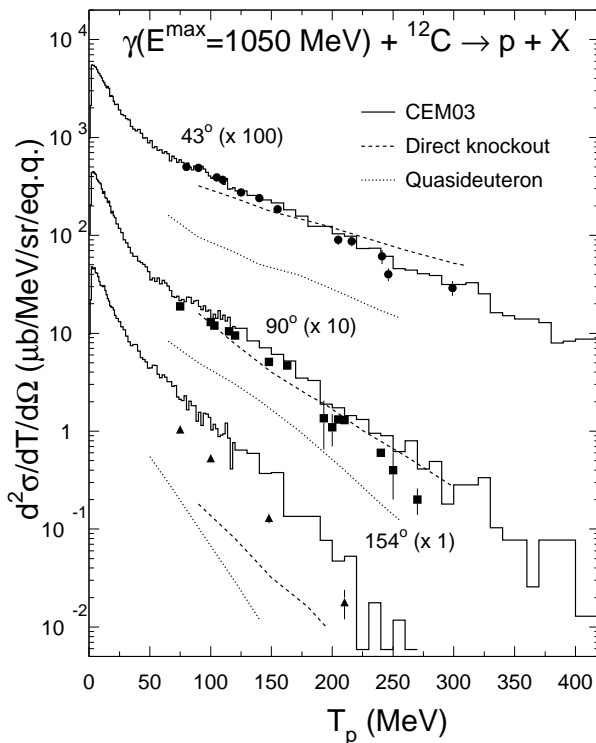 γ(E^max=1050 MeV) + ¹²C → p + X
CEM03
Direct knockout
Quasideuteron
43° (x 100)
90° (x 10)
154° (x 1)
10⁴
10³
10²
10
1
10⁻¹
10⁻²
d²σ/dT/dΩ (μb/MeV/sr/eq.q.)
0 50 100 150 200 250 300 350 400
T_p (MeV)